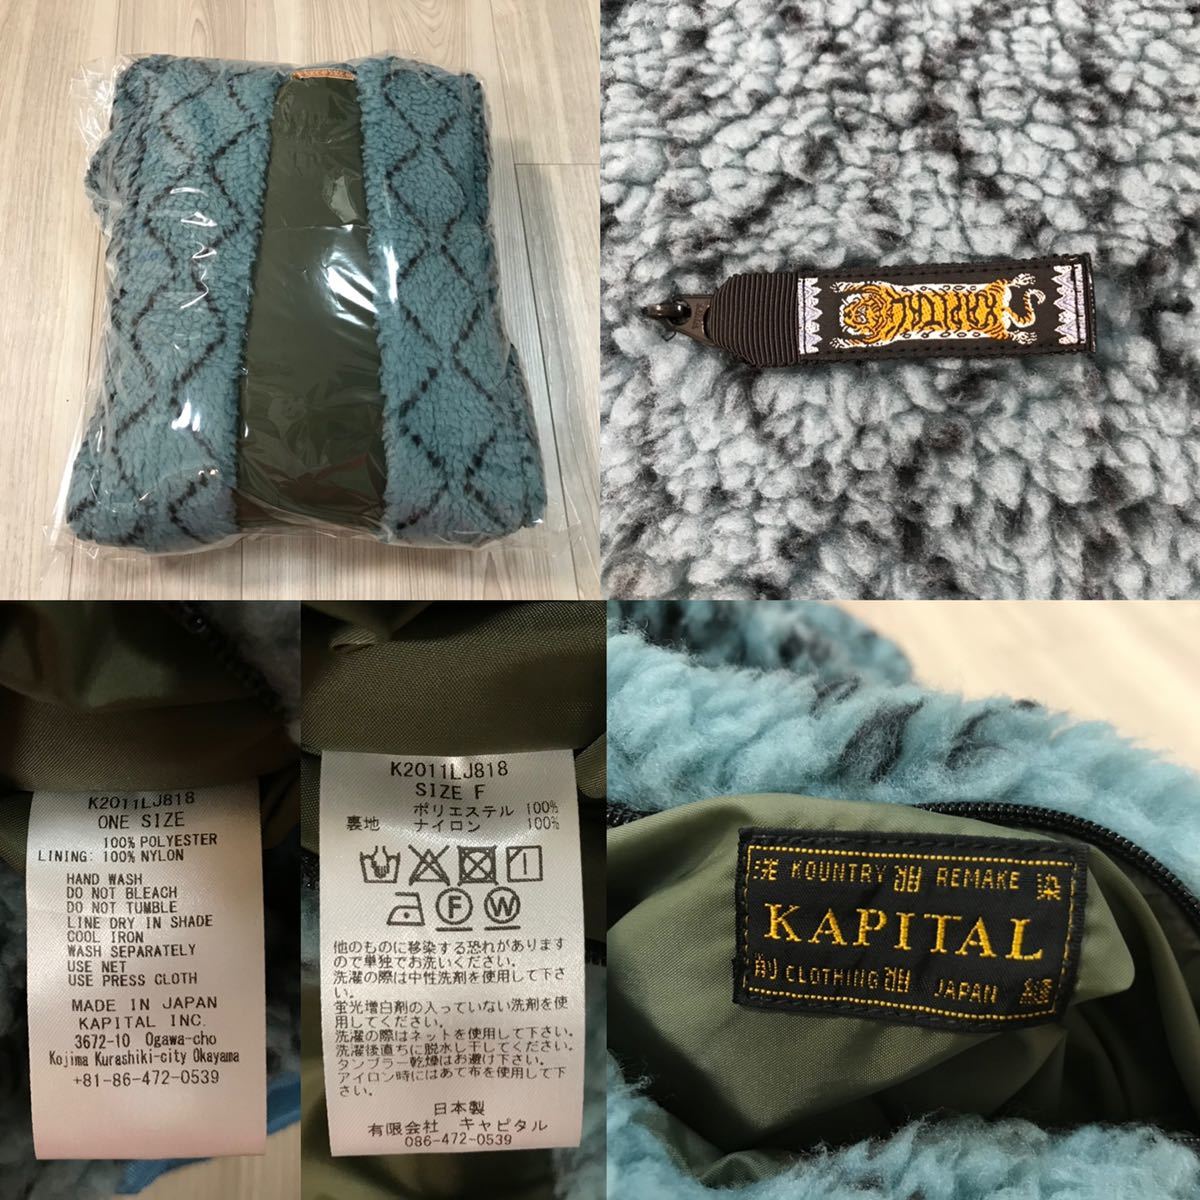 KAPITAL
K2011LJ818
ONE SIZE
100% POLYESTER
LINING: 100% NYLON
HAND WASH
DO NOT BLEACH
DO NOT TUMBLE
LINE DRY IN SHADE
COOL IRON
WASH SEPARATELY
USE NET
USE PRESS CLOTH
MADE IN JAPAN
KAPITAL INC.
3672-10 Ogawa-cho
Kojima Kurashiki-city Okayama
+81-86-472-0539
K2011LJ818
SIZE F
ポリエステル 100%
裏地 ナイロン 100%
F W
他のものに移染する恐れがあります
ので単独でお洗いください。
洗濯の際は中性洗剤を使用して下さ
い。
蛍光増白剤の入っていない洗剤を使
用してください。
洗濯の際はネットを使用して下さい。
洗濯後直ちに脱水し干してください。
タンブラー乾燥はお避け下さい。
アイロン時にはあて布を使用して下
さい。
日本製
有限会社 キャピタル
086-472-0539
KOUNTRY REMAKE 染
KAPITAL
CLOTHING JAPAN 縫